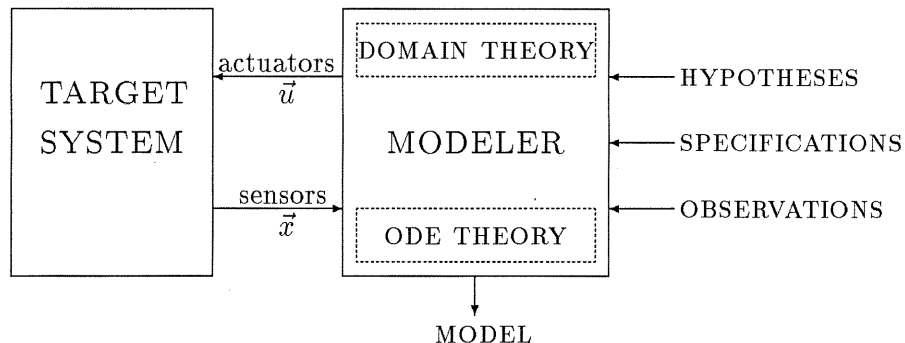 TARGET
SYSTEM
actuators
u⃗
sensors
x⃗
DOMAIN THEORY
MODELER
ODE THEORY
HYPOTHESES
SPECIFICATIONS
OBSERVATIONS
MODEL